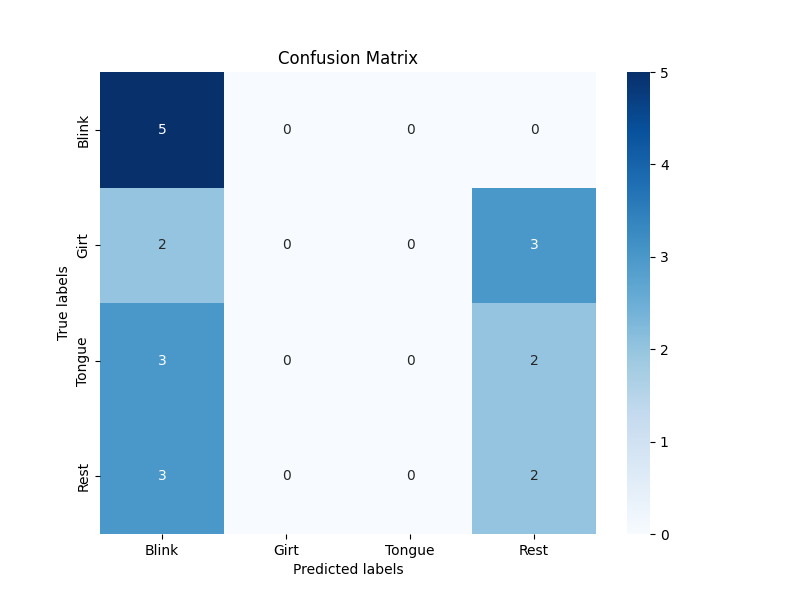 Confusion Matrix
True labels
Blink 5 0 0 0
Girt 2 0 0 3
Tongue 3 0 0 2
Rest 3 0 0 2
Blink Girt Tongue Rest
Predicted labels
5
4
3
2
1
0